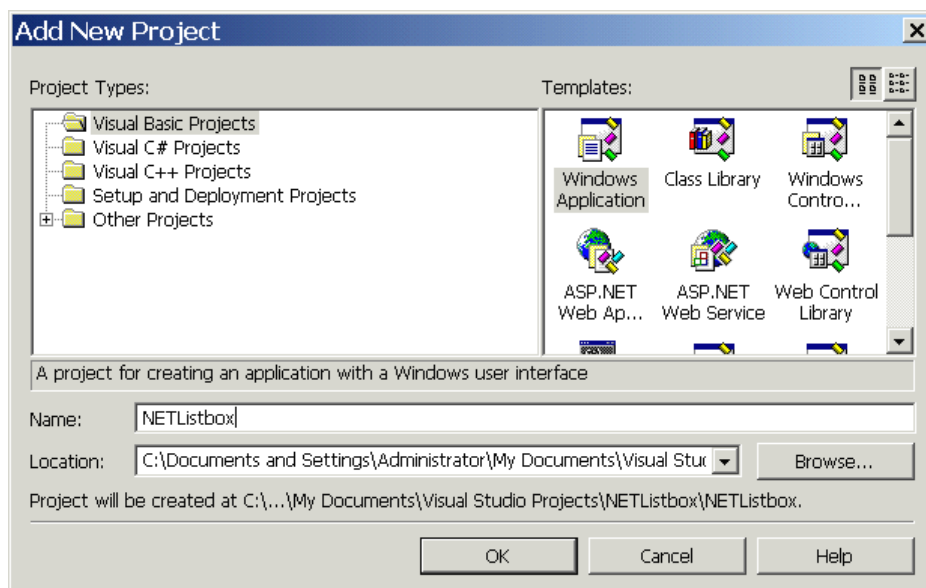 Add New Project
Project Types:
Templates:
Visual Basic Projects
Visual C# Projects
Visual C++ Projects
Setup and Deployment Projects
Other Projects
Windows
Application
Class Library
Windows
Contro...
ASP.NET
Web Ap...
ASP.NET
Web Service
Web Control
Library
A project for creating an application with a Windows user interface
Name:
NETListbox
Location:
C:\Documents and Settings\Administrator\My Documents\Visual Stu
Browse...
Project will be created at C:\...\My Documents\Visual Studio Projects\NETListbox\NETListbox.
OK
Cancel
Help